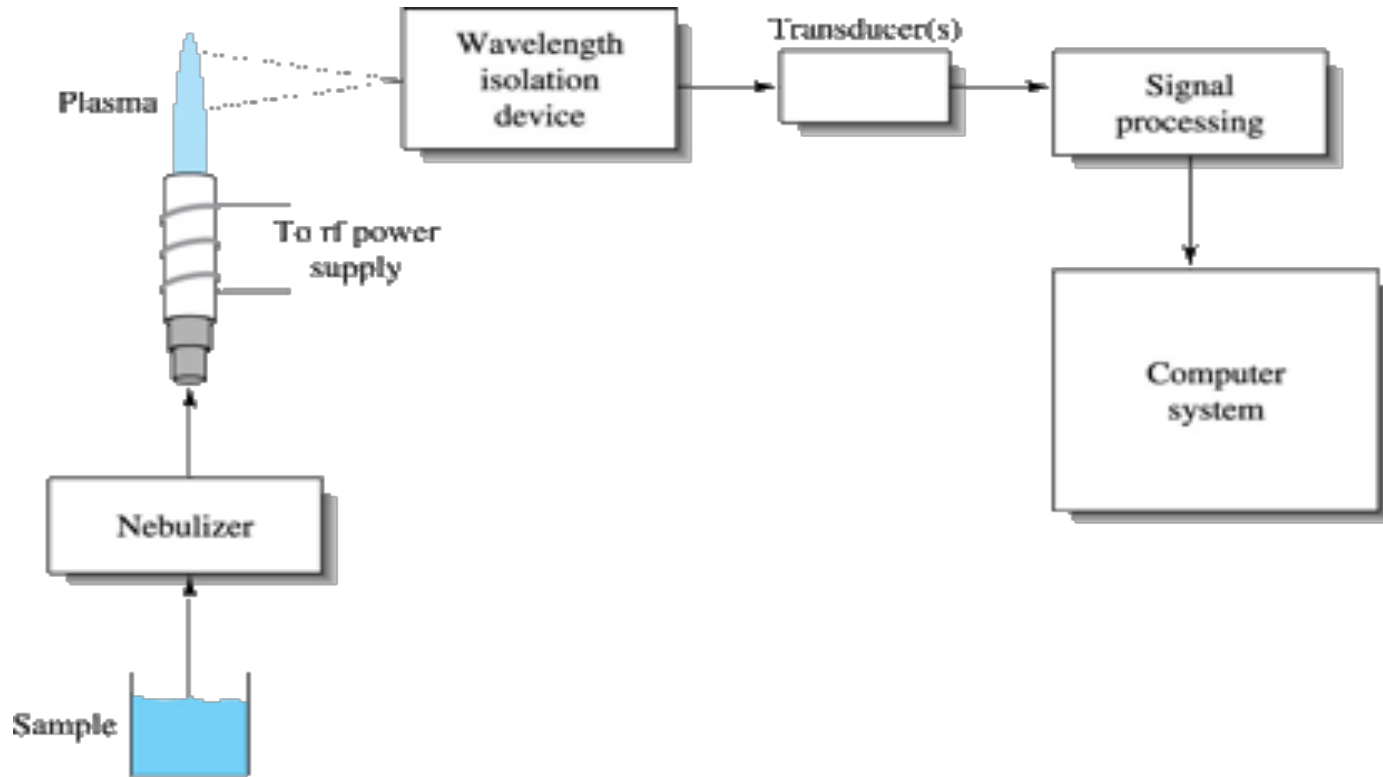 Wavelength
isolation
device
Transducer(s)
Signal
processing
Plasma
To rf power
supply
Computer
system
Nebulizer
Sample